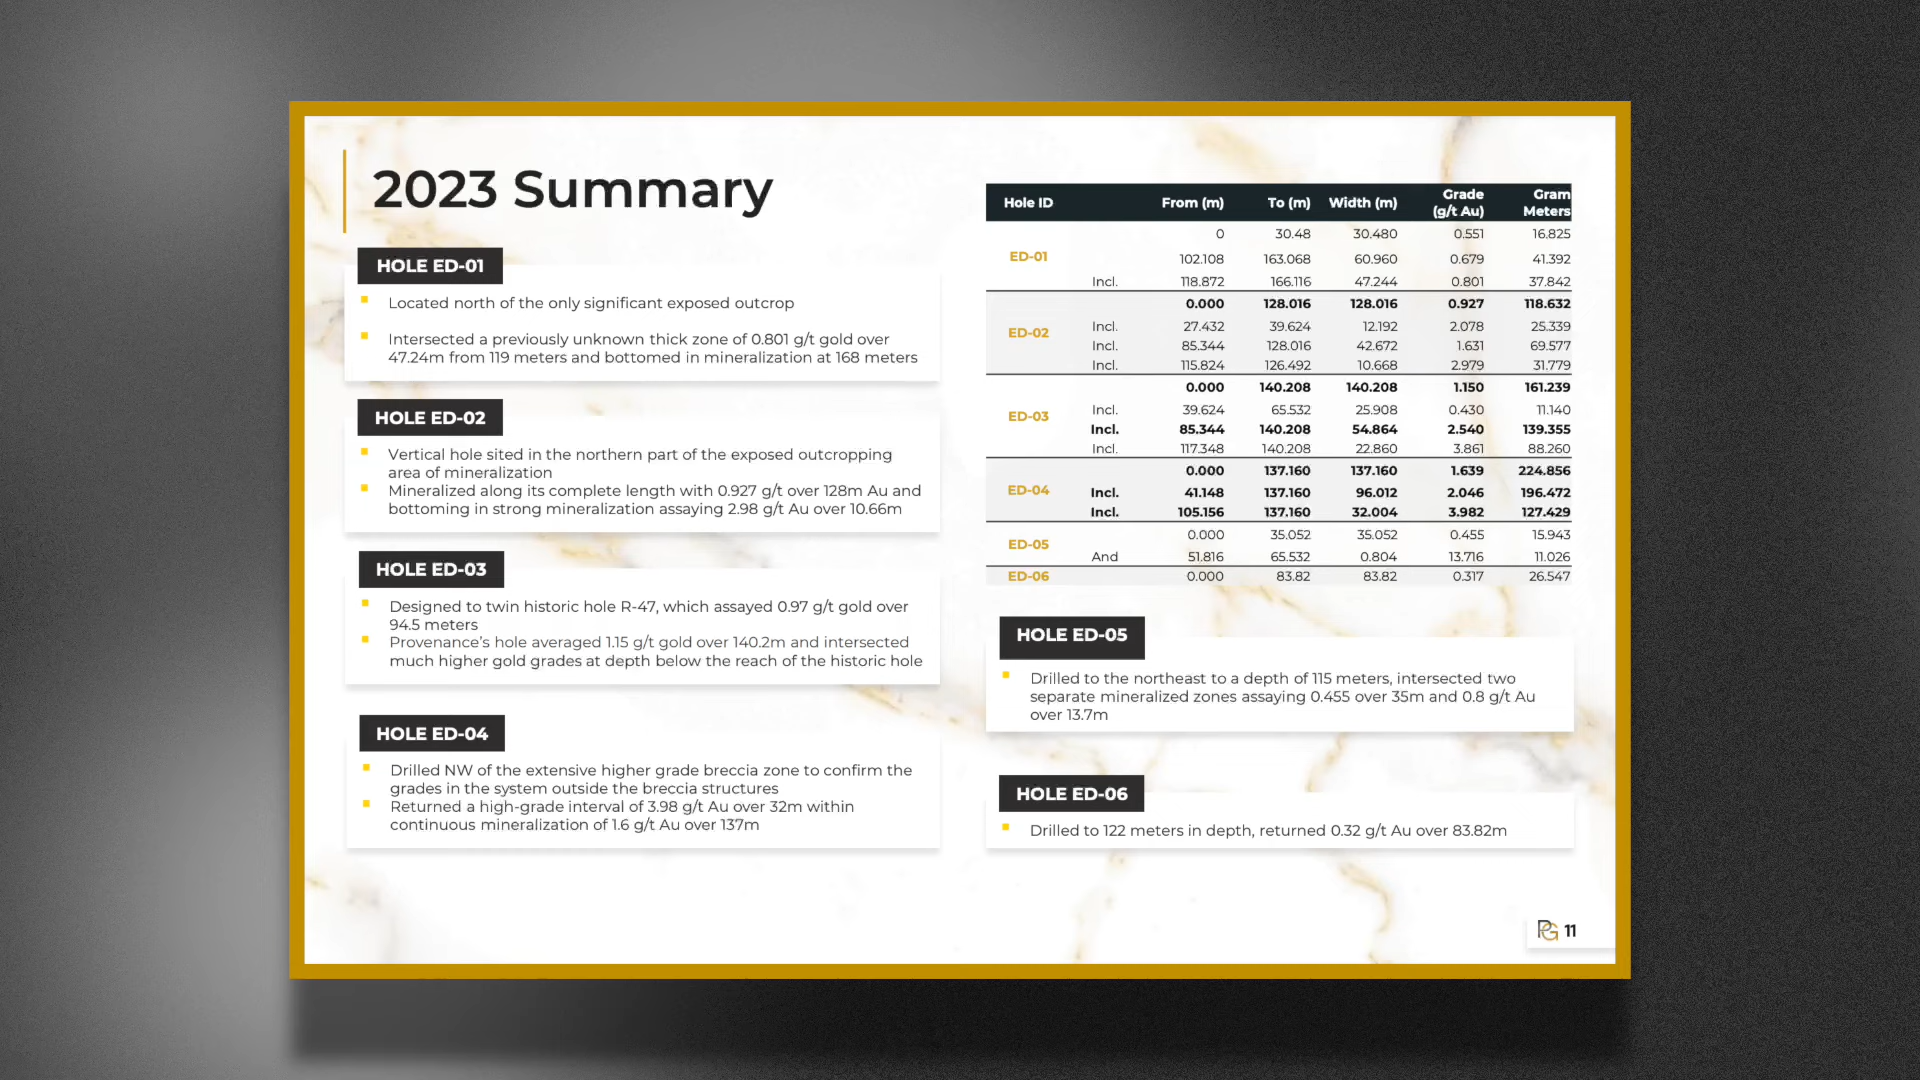 2023 Summary
HOLE ED-01
Located north of the only significant exposed outcrop
Intersected a previously unknown thick zone of 0.801 g/t gold over
47.24m from 119 meters and bottomed in mineralization at 168 meters
HOLE ED-02
Vertical hole sited in the northern part of the exposed outcropping
area of mineralization
Mineralized along its complete length with 0.927 g/t over 128m Au and
bottoming in strong mineralization assaying 2.98 g/t Au over 10.66m
HOLE ED-03
Designed to twin historic hole R-47, which assayed 0.97 g/t gold over
94.5 meters
Provenance's hole averaged 1.15 g/t gold over 140.2m and intersected
much higher gold grades at depth below the reach of the historic hole
HOLE ED-04
Drilled NW of the extensive higher grade breccia zone to confirm the
grades in the system outside the breccia structures
Returned a high-grade interval of 3.98 g/t Au over 32m within
continuous mineralization of 1.6 g/t Au over 137m
Hole ID From (m) To (m) Width (m) Grade (g/t Au) Gram Meters
ED-01 0 30.48 30.480 0.551 16.825
102.108 163.068 60.960 0.679 41.392
Incl. 118.872 166.116 47.244 0.801 37.842
ED-02 0.000 128.016 128.016 0.927 118.632
Incl. 27.432 39.624 12.192 2.078 25.339
Incl. 85.344 128.016 42.672 1.631 69.577
Incl. 115.824 126.492 10.668 2.979 31.779
ED-03 0.000 140.208 140.208 1.150 161.239
Incl. 39.624 65.532 25.908 0.430 11.140
Incl. 85.344 140.208 54.864 2.540 139.355
Incl. 117.348 140.208 22.860 3.861 88.260
ED-04 0.000 137.160 137.160 1.639 224.856
Incl. 41.148 137.160 96.012 2.046 196.472
Incl. 105.156 137.160 32.004 3.982 127.429
ED-05 0.000 35.052 35.052 0.455 15.943
And 51.816 65.532 0.804 13.716 11.026
ED-06 0.000 83.82 83.82 0.317 26.547
HOLE ED-05
Drilled to the northeast to a depth of 115 meters, intersected two
separate mineralized zones assaying 0.455 over 35m and 0.8 g/t Au
over 13.7m
HOLE ED-06
Drilled to 122 meters in depth, returned 0.32 g/t Au over 83.82m
PG 11